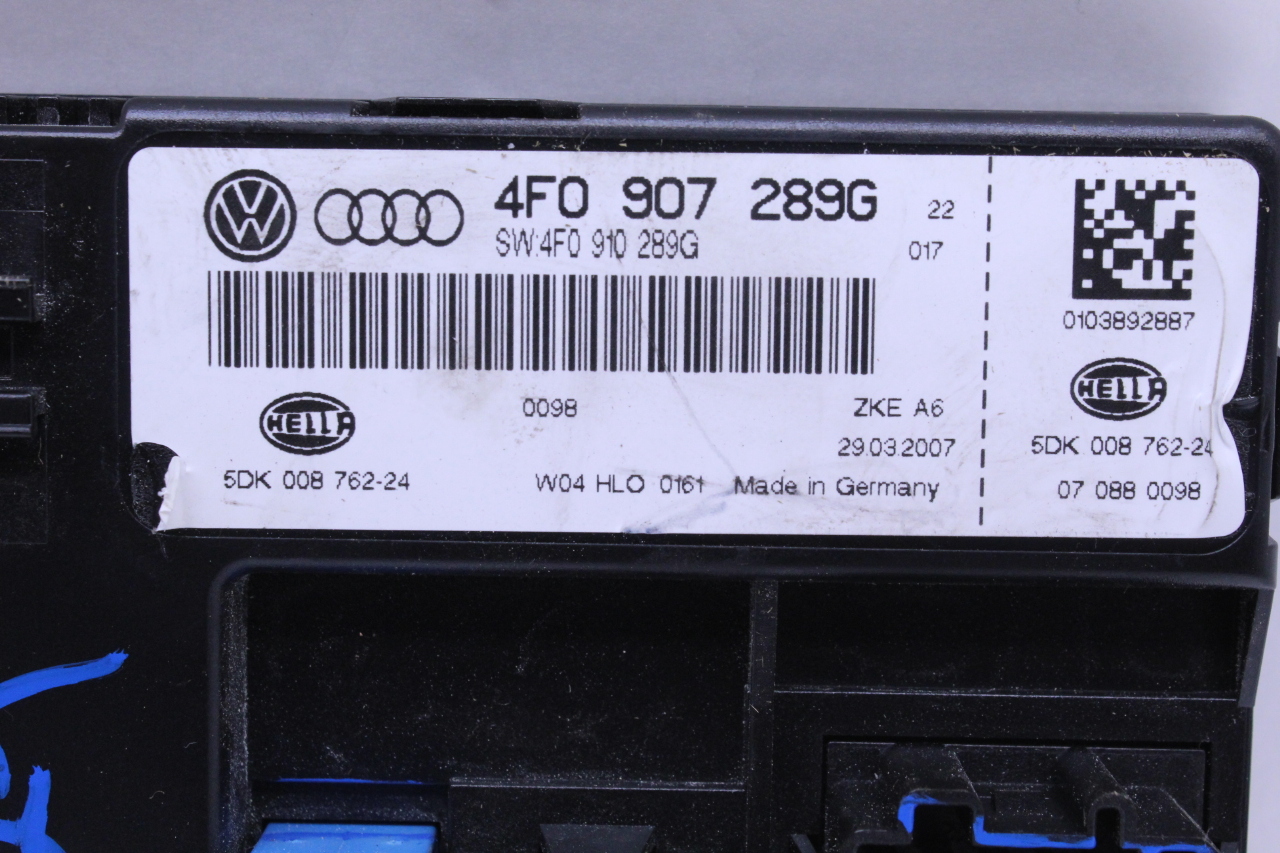 4F0 907 289G 22
SW:4F0 910 289G 017
0103892887
HELLA
HELLA
0098 ZKE A6
29.03.2007
5DK 008 762-24
W04 HLO 0161 Made in Germany
5DK 008 762-24
07 088 0098